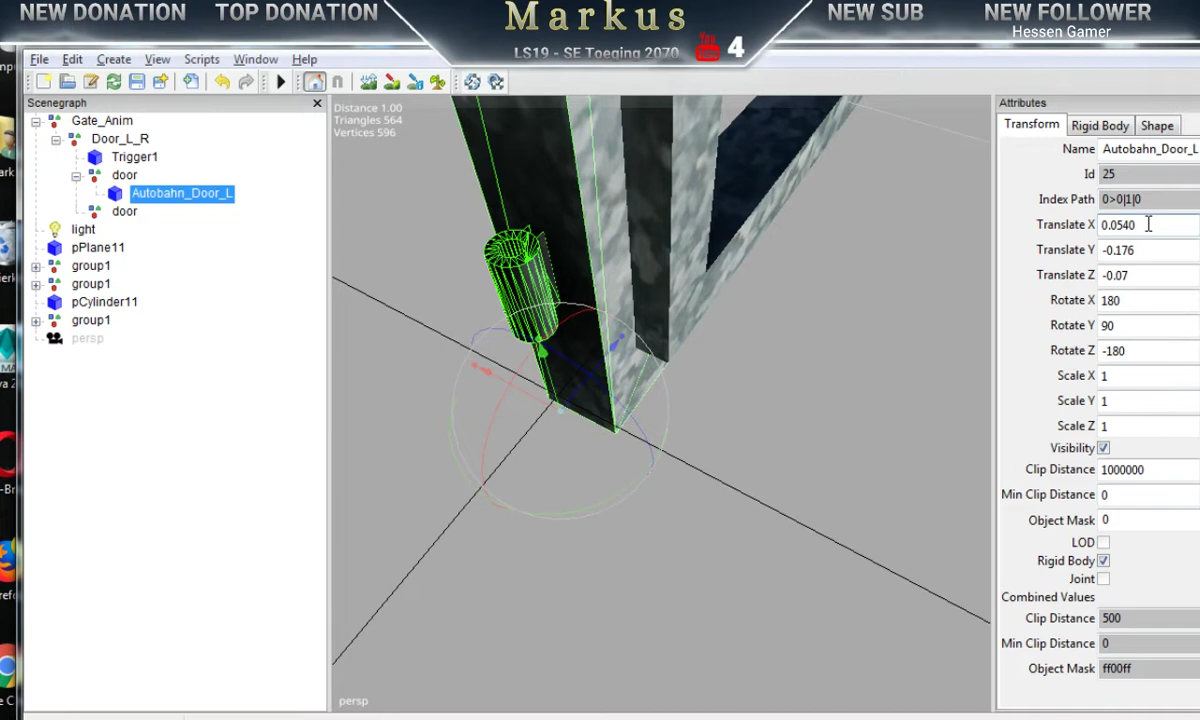 NEW DONATION
TOP DONATION
Markus
NEW SUB
NEW FOLLOWER
Hessen Gamer
LS19 - SE Toeging 2070
You
4
File Edit Create View Scripts Window Help
Scenegraph
Gate_Anim
Door_L_R
Trigger1
door
Autobahn_Door_L
door
light
pPlane11
group1
group1
pCylinder11
group1
persp
Distance 1.00
Triangles 564
Vertices 596
persp
Attributes
Transform Rigid Body Shape
Name Autobahn_Door_L
Id 25
Index Path 0>0|1|0
Translate X 0.0540
Translate Y -0.176
Translate Z -0.07
Rotate X 180
Rotate Y 90
Rotate Z -180
Scale X 1
Scale Y 1
Scale Z 1
Visibility
Clip Distance 1000000
Min Clip Distance 0
Object Mask 0
LOD
Rigid Body
Joint
Combined Values
Clip Distance 500
Min Clip Distance 0
Object Mask ff00ff